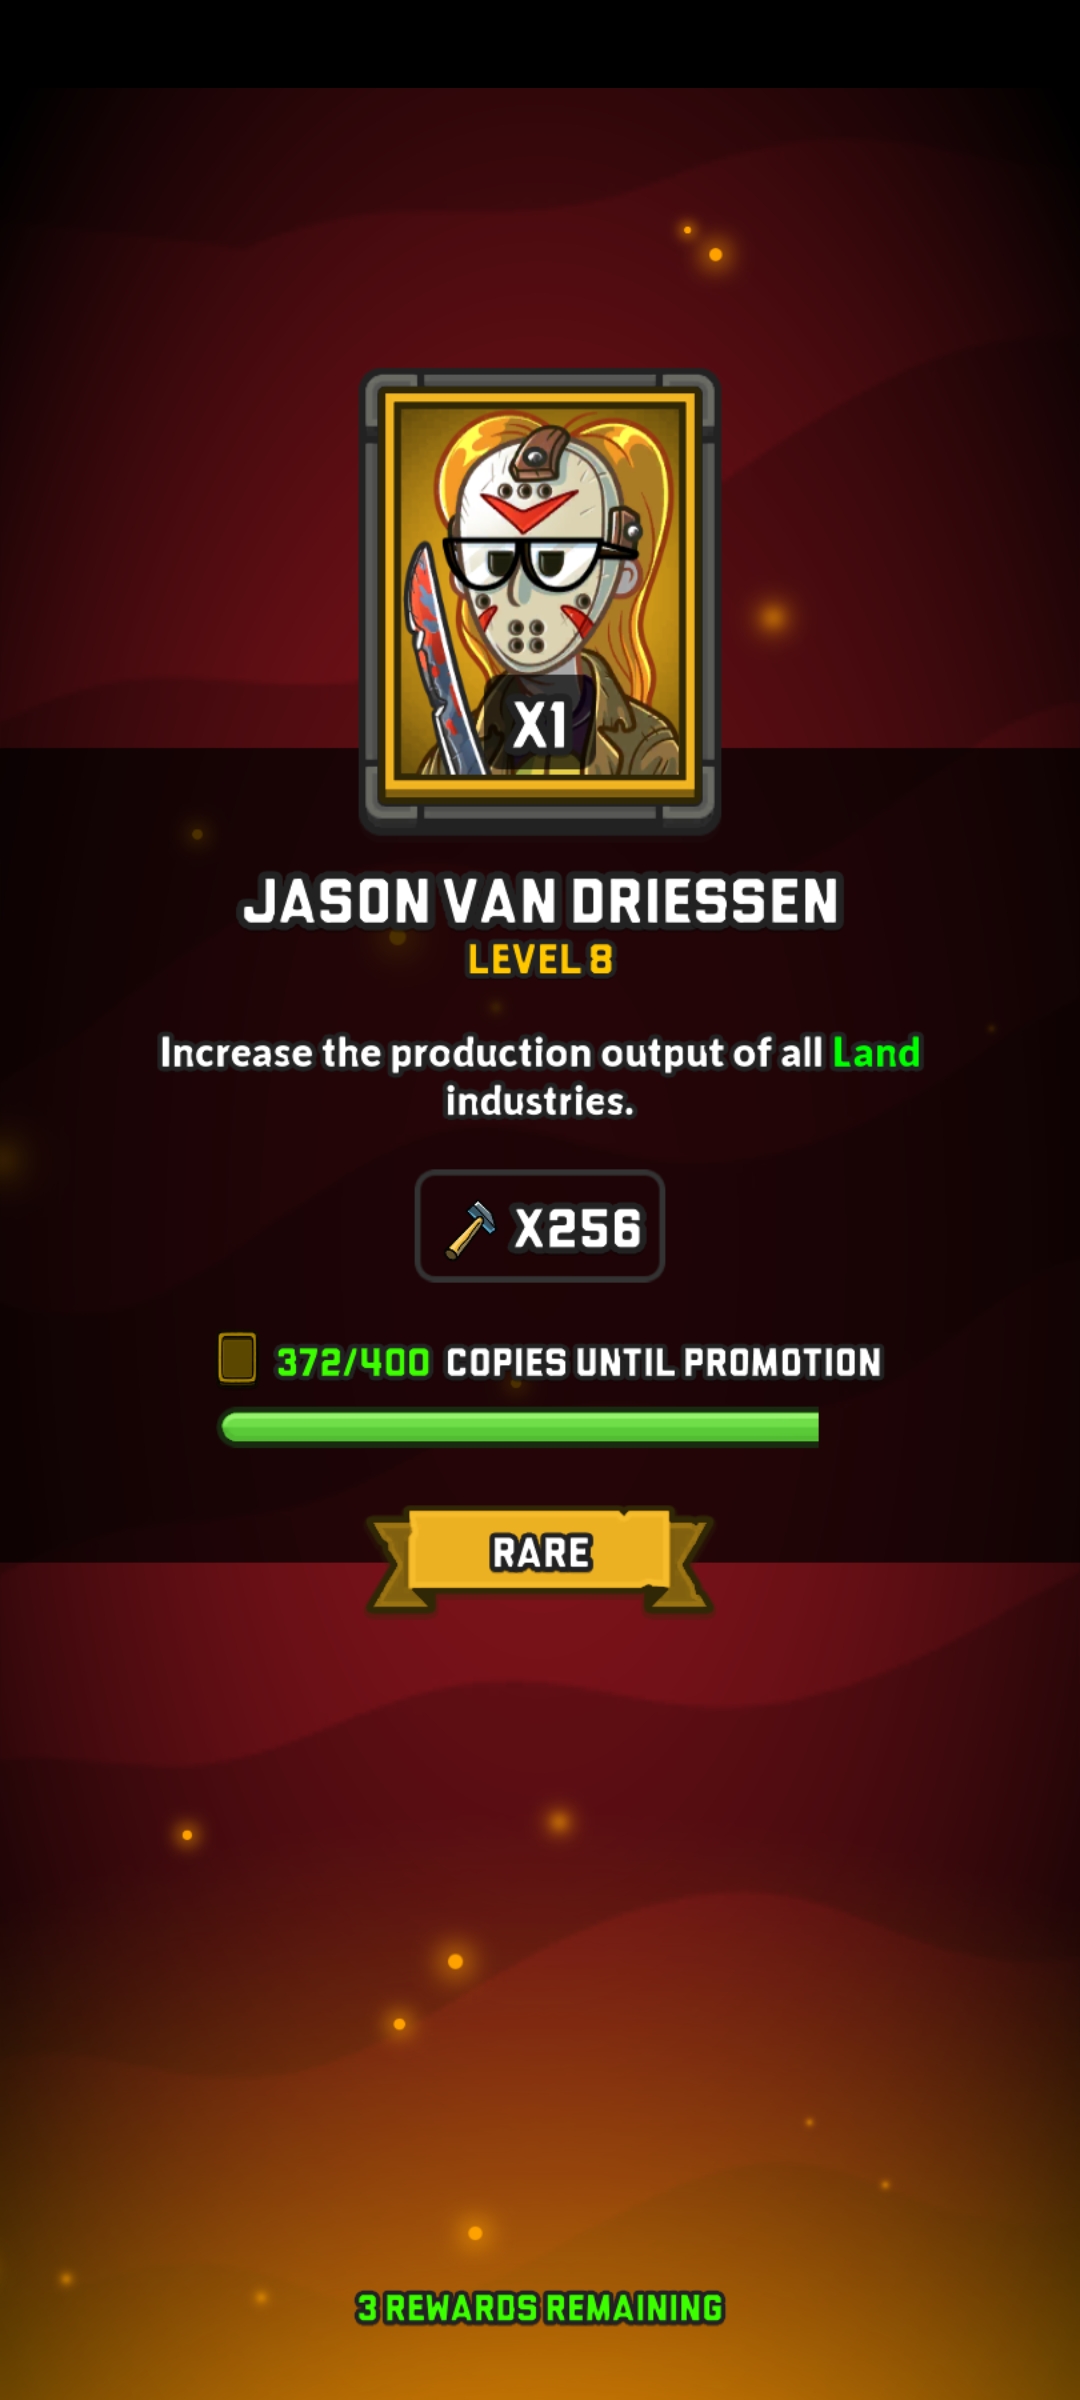 X1
JASON VAN DRIESSEN
LEVEL 8
Increase the production output of all Land
industries.
X256
372/400 COPIES UNTIL PROMOTION
RARE
3 REWARDS REMAINING